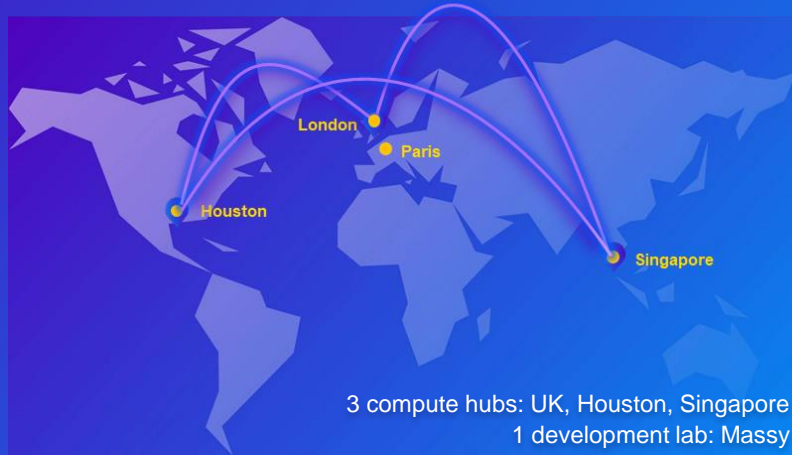 London
Paris
Houston
Singapore
3 compute hubs: UK, Houston, Singapore
1 development lab: Massy